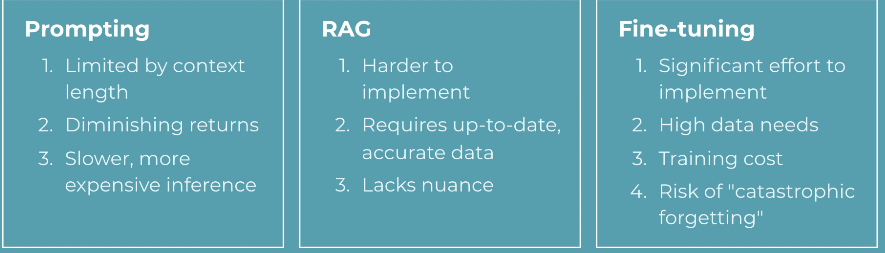 Prompting
1. Limited by context
length
2. Diminishing returns
3. Slower, more
expensive inference
RAG
1. Harder to
implement
2. Requires up-to-date,
accurate data
3. Lacks nuance
Fine-tuning
1. Significant effort to
implement
2. High data needs
3. Training cost
4. Risk of "catastrophic
forgetting"